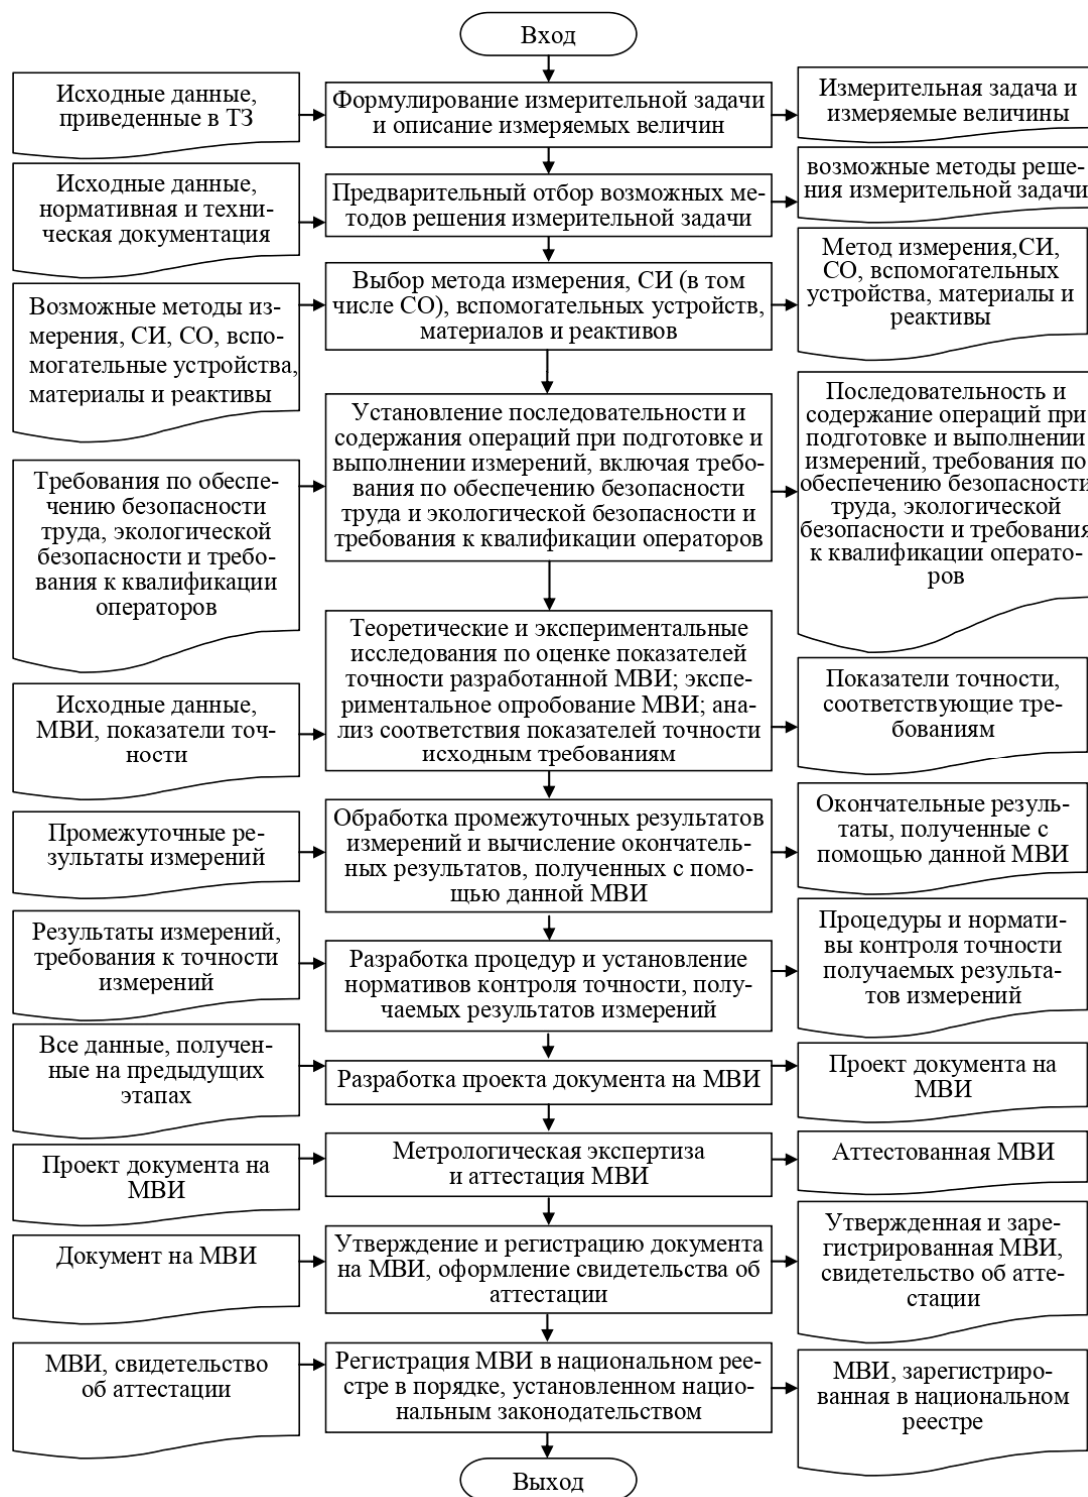 Вход
Исходные данные,
приведенные в ТЗ
Формулирование измерительной задачи
и описание измеряемых величин
Измерительная задача и
измеряемые величины
Исходные данные,
нормативная и техни-
ческая документация
Предварительный отбор возможных ме-
тодов решения измерительной задачи
возможные методы реше-
ния измерительной задачи
Возможные методы из-
мерения, СИ, СО, вспо-
могательные устройства,
материалы и реактивы
Выбор метода измерения, СИ (в том
числе СО), вспомогательных устройств,
материалов и реактивов
Метод измерения,СИ,
СО, вспомогательных
устройства, материалы и
реактивы
Требования по обеспе-
чению безопасности
труда, экологической
безопасности и требо-
вания к квалификации
операторов
Установление последовательности и
содержания операций при подготовке и
выполнении измерений, включая требо-
вания по обеспечению безопасности
труда и экологической безопасности и
требования к квалификации операторов
Последовательность и
содержание операций при
подготовке и выполнении
измерений, требования по
обеспечению безопасности
труда, экологической
безопасности и требования
к квалификации операто-
ров
Исходные данные,
МВИ, показатели точ-
ности
Теоретические и экспериментальные
исследования по оценке показателей
точности разработанной МВИ; экспе-
риментальное опробование МВИ; ана-
лиз соответствия показателей точности
исходным требованиям
Показатели точности,
соответствующие тре-
бованиям
Промежуточные ре-
зультаты измерений
Обработка промежуточных результатов
измерений и вычисление окончатель-
ных результатов, полученных с помо-
щью данной МВИ
Окончательные резуль-
таты, полученные с
помощью данной МВИ
Результаты измерений,
требования к точности
измерений
Разработка процедур и установление
нормативов контроля точности, полу-
чаемых результатов измерений
Процедуры и нормати-
вы контроля точности
получаемых результа-
тов измерений
Все данные, получен-
ные на предыдущих
этапах
Разработка проекта документа на МВИ
Проект документа на
МВИ
Проект документа на
МВИ
Метрологическая экспертиза
и аттестация МВИ
Аттестованная МВИ
Документ на МВИ
Утверждение и регистрацию документа
на МВИ, оформление свидетельства об
аттестации
Утвержденная и заре-
гистрированная МВИ,
свидетельство об атте-
стации
МВИ, свидетельство
об аттестации
Регистрация МВИ в национальном рее-
стре в порядке, установленном нацио-
нальным законодательством
МВИ, зарегистриро-
ванная в национальном
реестре
Выход